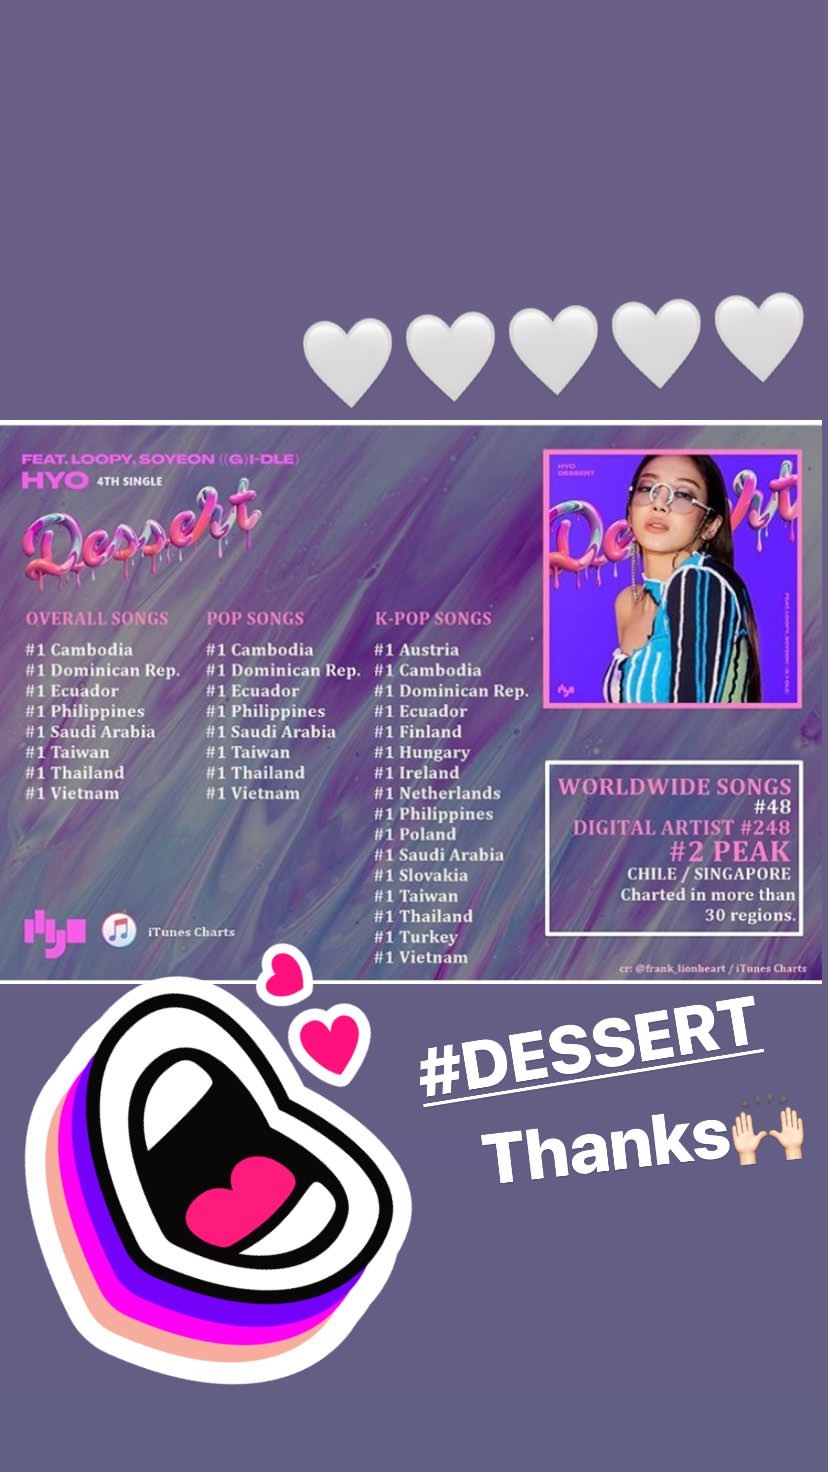 🤍🤍🤍🤍🤍
FEAT. LOOPY, SOYEON ((G)I-DLE)
HYO 4TH SINGLE
Dessert
OVERALL SONGS
#1 Cambodia
#1 Dominican Rep.
#1 Ecuador
#1 Philippines
#1 Saudi Arabia
#1 Taiwan
#1 Thailand
#1 Vietnam
POP SONGS
#1 Cambodia
#1 Dominican Rep.
#1 Ecuador
#1 Philippines
#1 Saudi Arabia
#1 Taiwan
#1 Thailand
#1 Vietnam
K-POP SONGS
#1 Austria
#1 Cambodia
#1 Dominican Rep.
#1 Ecuador
#1 Finland
#1 Hungary
#1 Ireland
#1 Netherlands
#1 Philippines
#1 Poland
#1 Saudi Arabia
#1 Slovakia
#1 Taiwan
#1 Thailand
#1 Turkey
#1 Vietnam
HYO
DESSERT
Dessert
FEAT. LOOPY, SOYEON ((G)I-DLE)
WORLDWIDE SONGS
#48
DIGITAL ARTIST #248
#2 PEAK
CHILE / SINGAPORE
Charted in more than
30 regions.
iTunes Charts
cr: @frank_lionheart / iTunes Charts
#DESSERT
Thanks🙌🏻